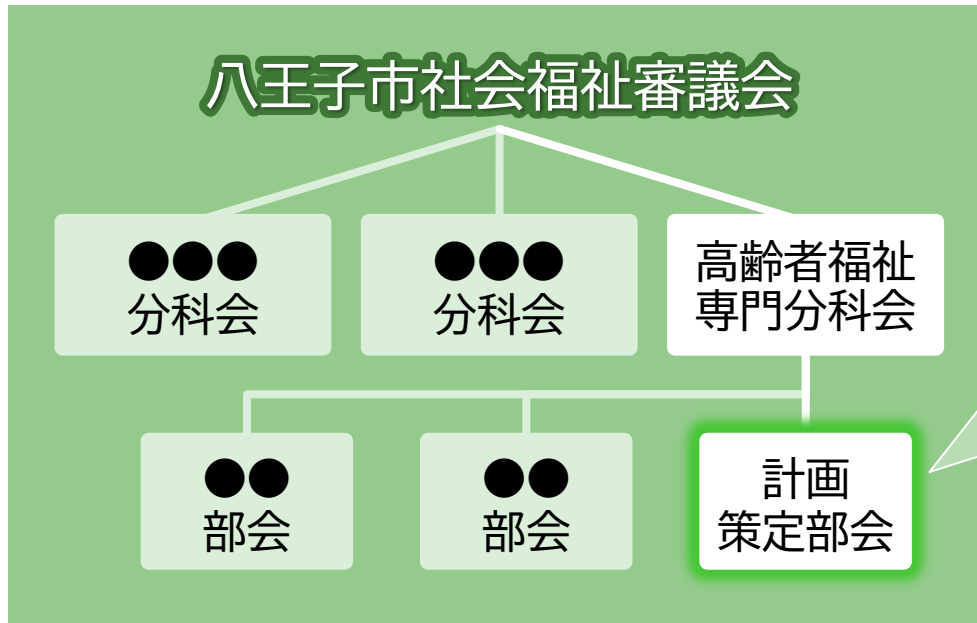 八王子市社会福祉審議会
●●●
分科会
●●●
分科会
高齢者福祉
専門分科会
●●
部会
●●
部会
計画
策定部会